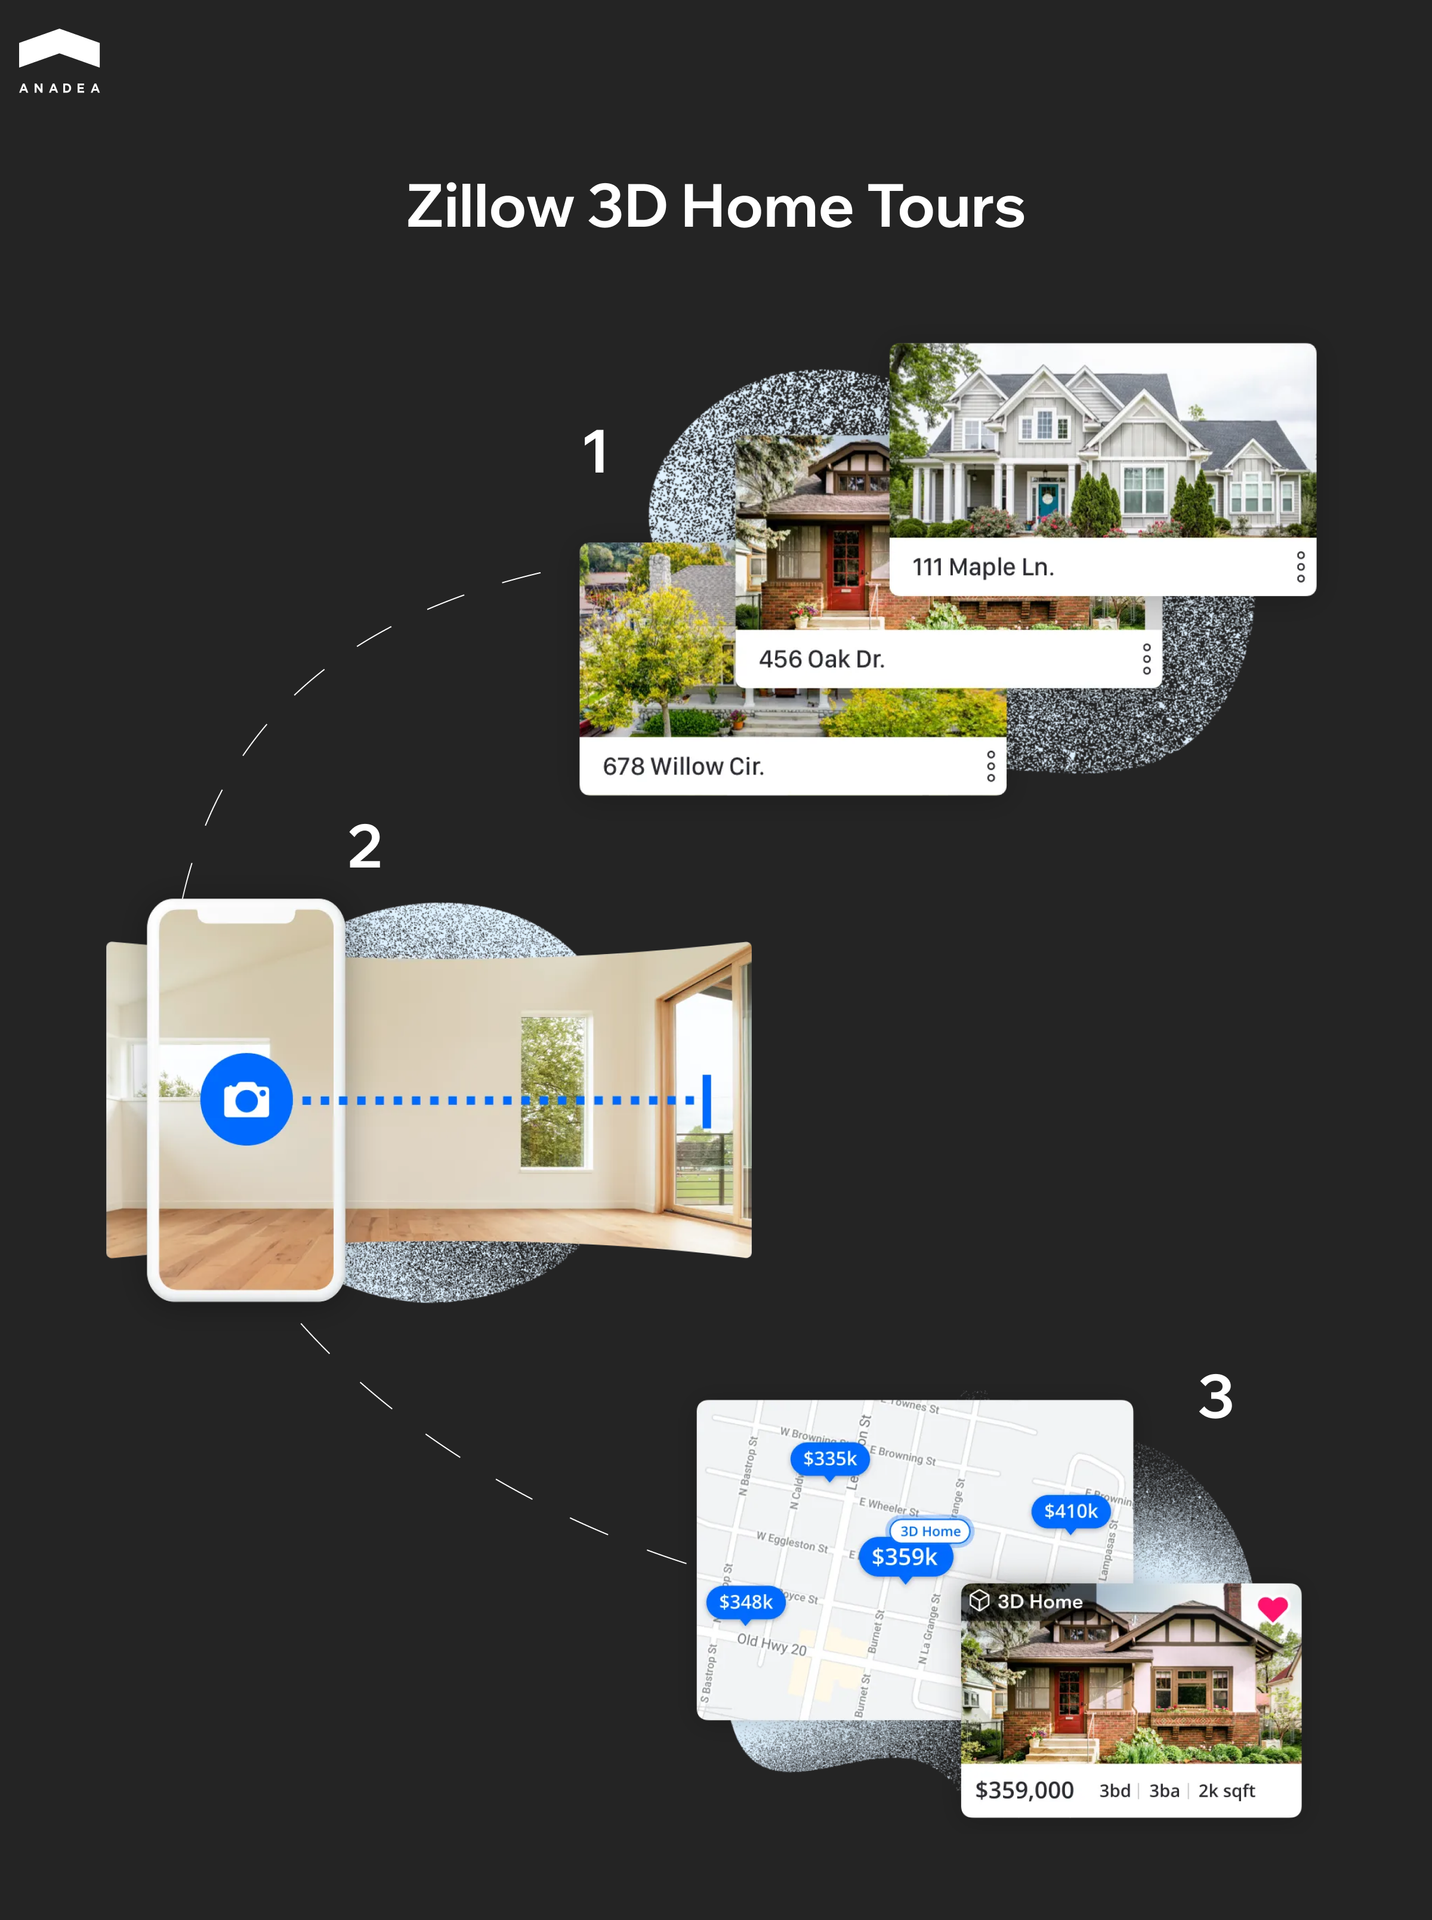 ANADEA
Zillow 3D Home Tours
1
111 Maple Ln.
456 Oak Dr.
678 Willow Cir.
2
3
E Townes St
W Browning
E Browning St
N Bastrop St
$335k
E Wheeler St
$410k
Lampasas St
3D Home
$359k
W Eggleston St
$348k
Old Hwy 20
N La Grange St
Burnet St
S Bastrop St
Burnet St
3D Home
$359,000 3bd 3ba 2k sqft